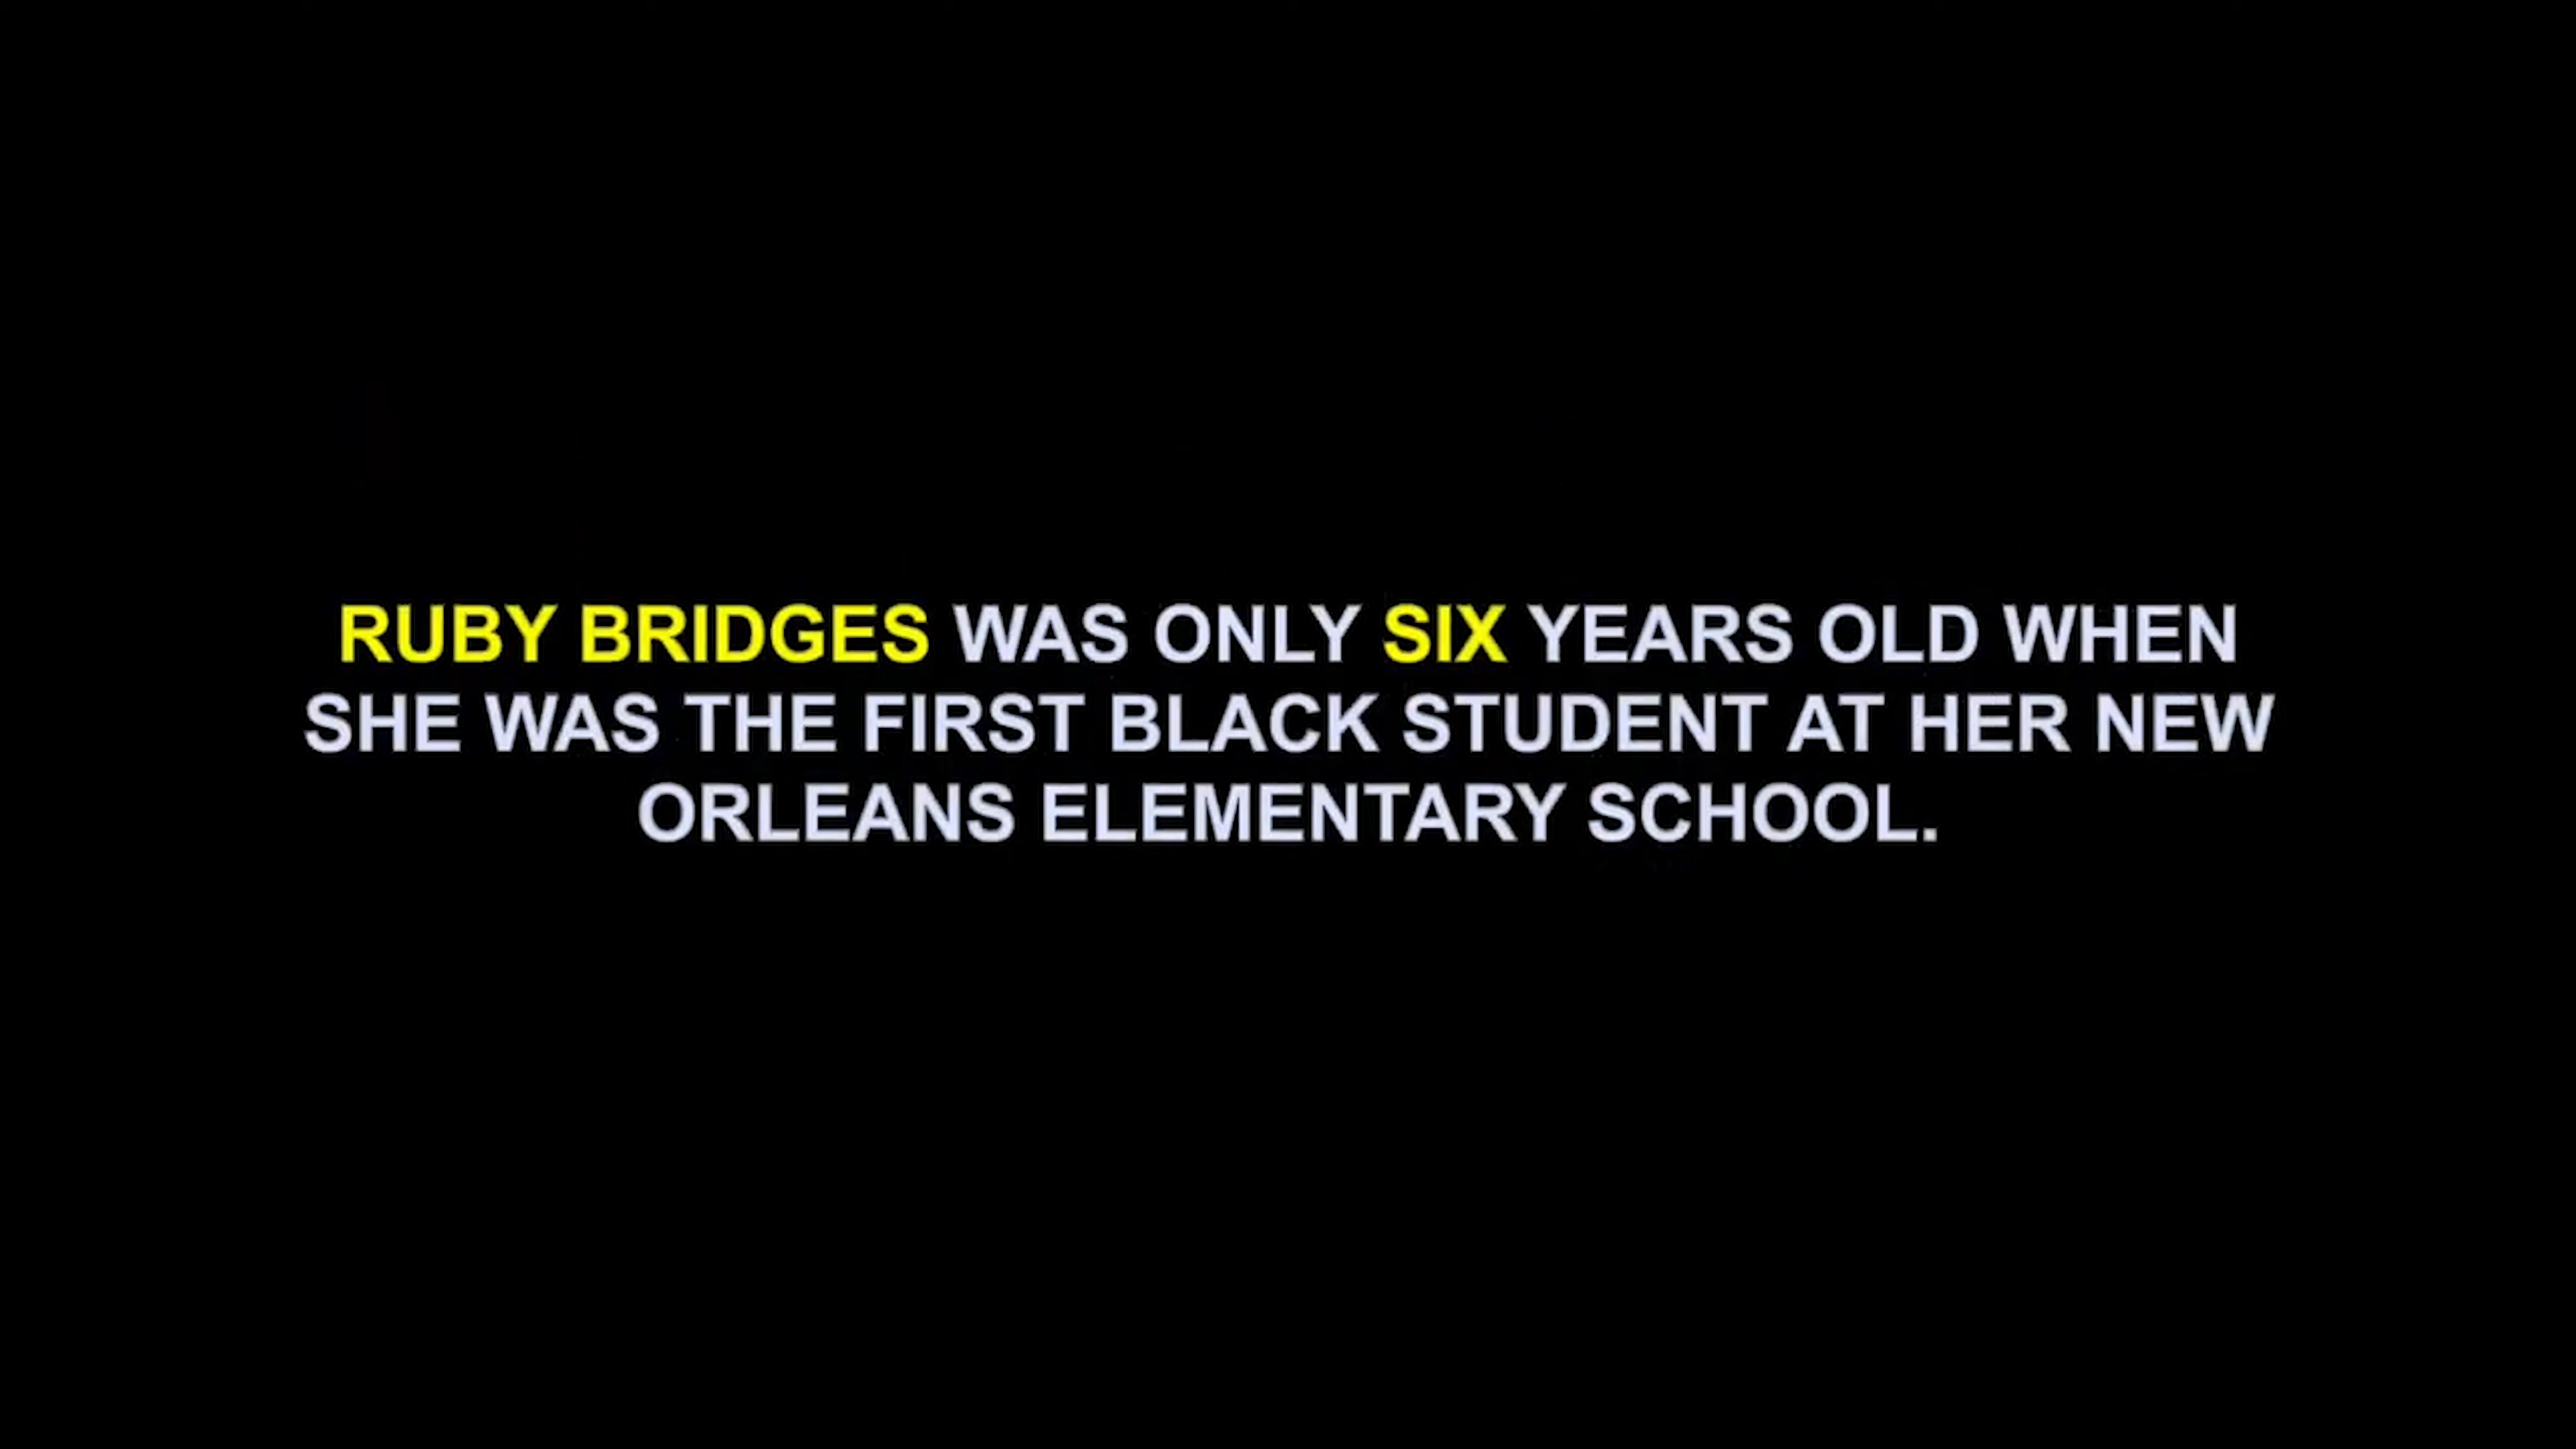 RUBY BRIDGES WAS ONLY SIX YEARS OLD WHEN
SHE WAS THE FIRST BLACK STUDENT AT HER NEW
ORLEANS ELEMENTARY SCHOOL.